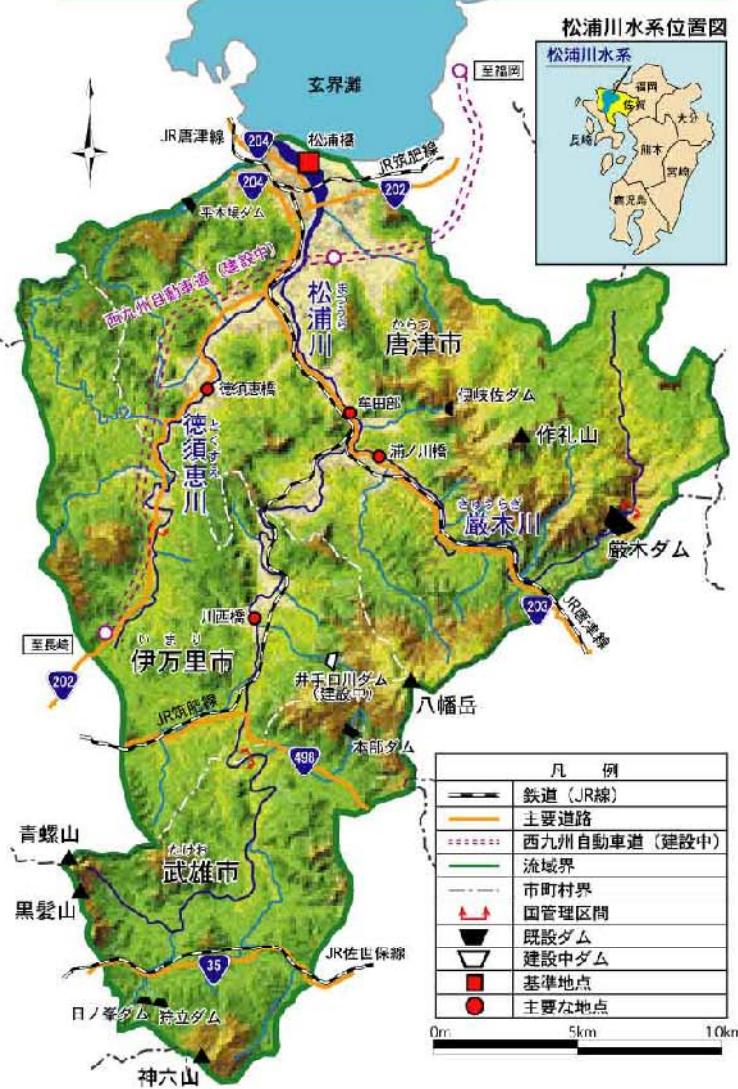 松浦川水系位置図
松浦川水系
福岡
佐賀
大分
長崎
熊本
宮崎
鹿児島
玄界灘
至福岡
JR唐津線
204
松浦橋
JR筑肥線
204
202
平木場ダム
西九州自動車道（建設中）
まつうら
松浦川
からつ
唐津市
徳須恵橋
牟田部
伊岐佐ダム
とくすえ
徳須恵川
浦ノ川橋
作礼山
きゅうらぎ
厳木川
厳木ダム
川西橋
203
JR唐津線
至長崎
いまり
伊万里市
202
井手口川ダム
（建設中）
八幡岳
JR筑肥線
本部ダム
498
青螺山
たけお
武雄市
黒髪山
JR佐世保線
35
日ノ峯ダム
狩立ダム
神六山
凡 例
鉄道（JR線）
主要道路
西九州自動車道（建設中）
流域界
市町村界
国管理区間
既設ダム
建設中ダム
基準地点
主要な地点
0m
5km
10km